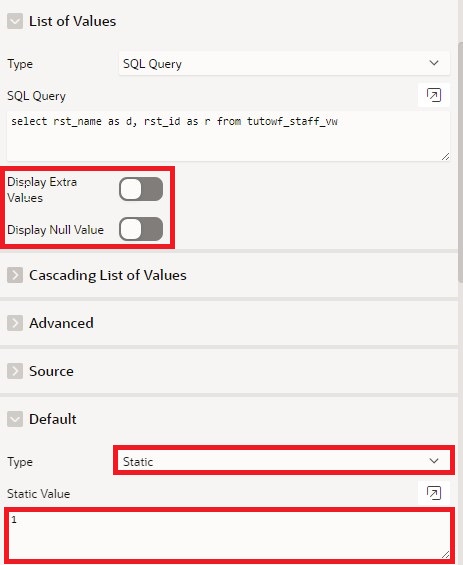 List of Values
Type SQL Query
SQL Query
select rst_name as d, rst_id as r from tutowf_staff_vw
Display Extra
Values
Display Null Value
Cascading List of Values
Advanced
Source
Default
Type Static
Static Value
1